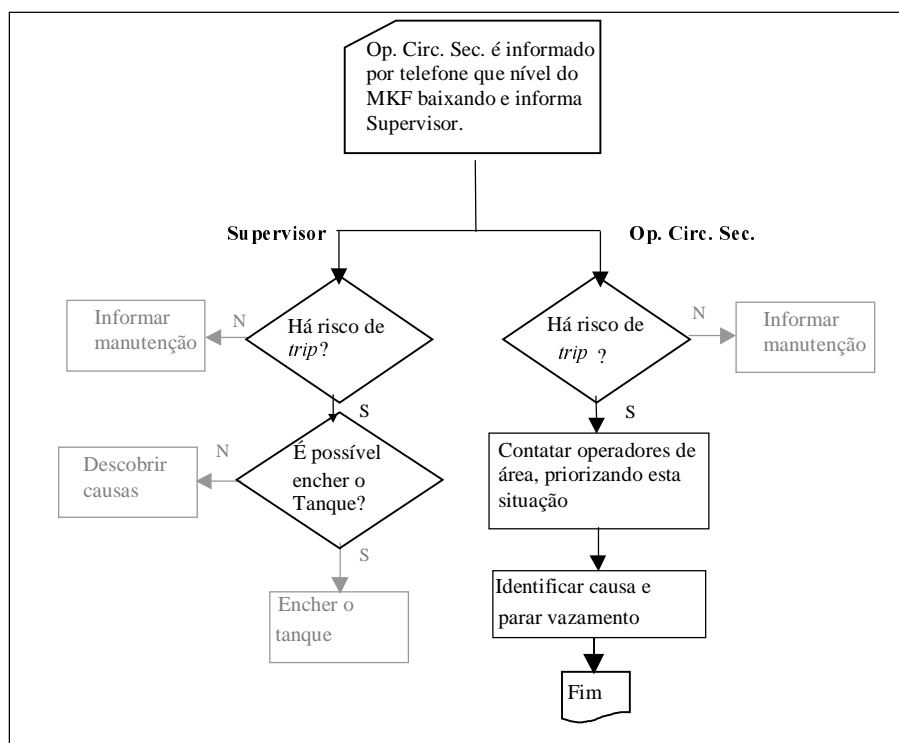 Op. Circ. Sec. é informado
por telefone que nível do
MKF baixando e informa
Supervisor.
Supervisor
Op. Circ. Sec.
Informar
manutenção
N
Há risco de
trip?
Há risco de
trip ?
N
Informar
manutenção
S
S
Descobrir
causas
N
É possível
encher o
Tanque?
Contatar operadores de
área, priorizando esta
situação
S
Encher o
tanque
Identificar causa e
parar vazamento
Fim